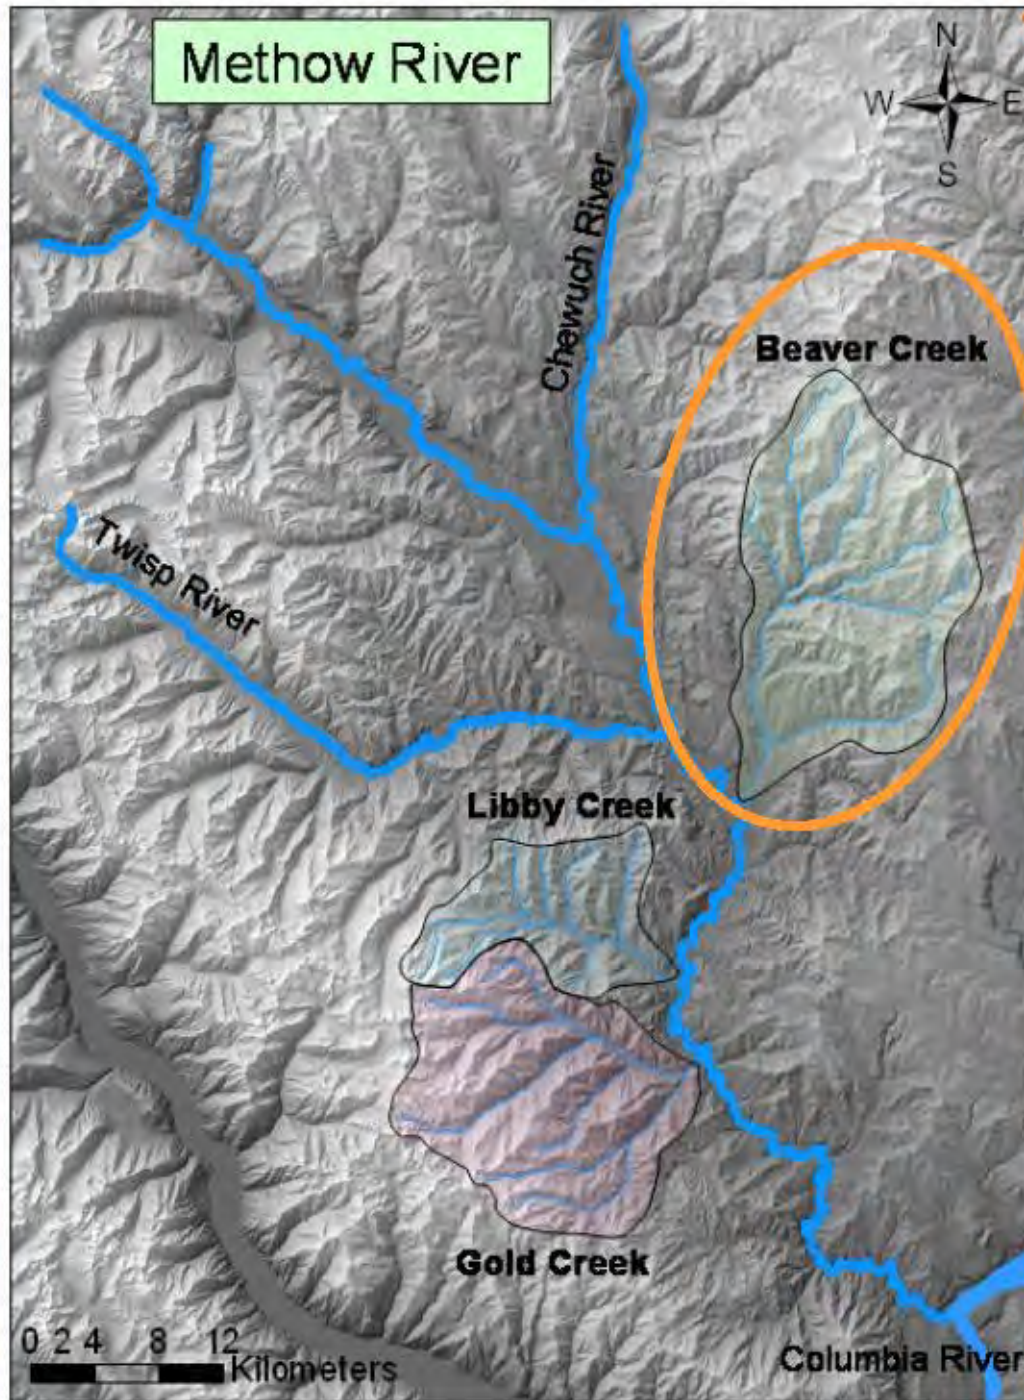 Methow River
N
W E
S
Chewuch River
Beaver Creek
Twisp River
Libby Creek
Gold Creek
0 2 4 8 12
Kilometers
Columbia River